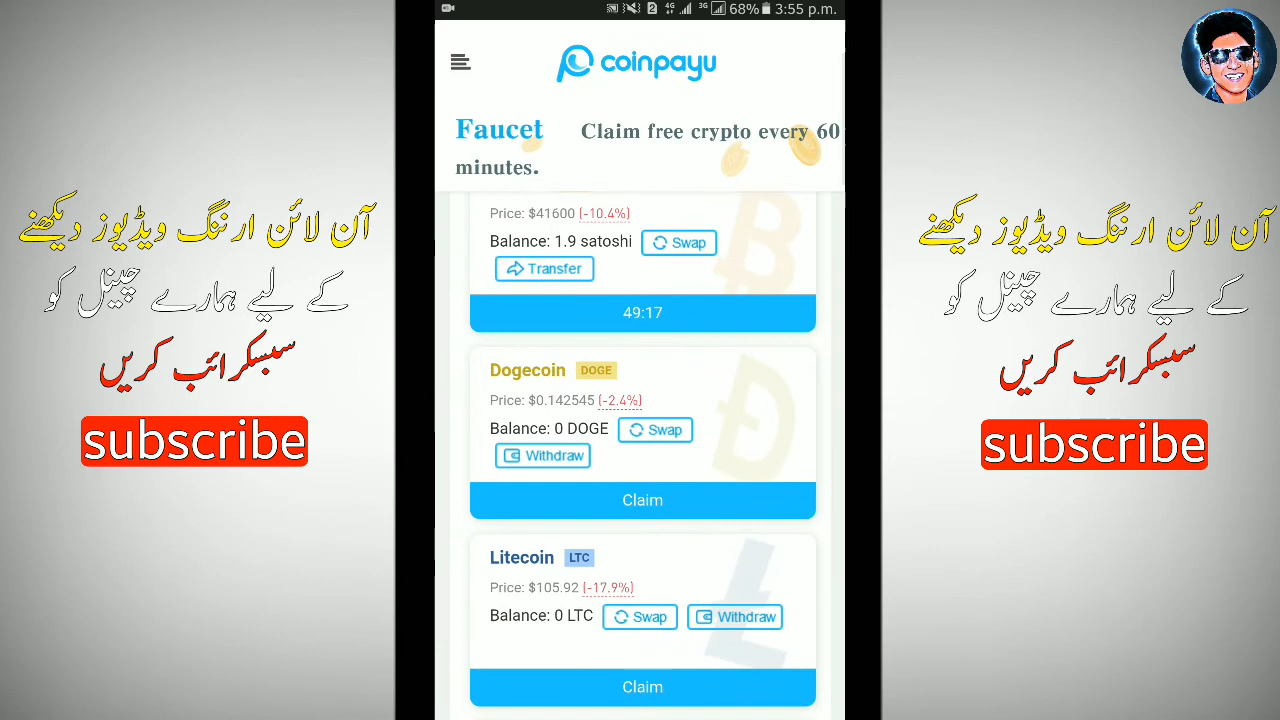 4G 3G 68% 3:55 p.m.
coinpayu
Faucet Claim free crypto every 60
minutes.
Price: $41600 (-10.4%)
Balance: 1.9 satoshi Swap
Transfer
49:17
Dogecoin DOGE
Price: $0.142545 (-2.4%)
Balance: 0 DOGE Swap
Withdraw
Claim
Litecoin LTC
Price: $105.92 (-17.9%)
Balance: 0 LTC Swap Withdraw
Claim
آن لائن ارننگ ویڈیوز دیکھنے
کے لیے ہمارے چینل کو
سبسکرائب کریں
subscribe
آن لائن ارننگ ویڈیوز دیکھنے
کے لیے ہمارے چینل کو
سبسکرائب کریں
subscribe